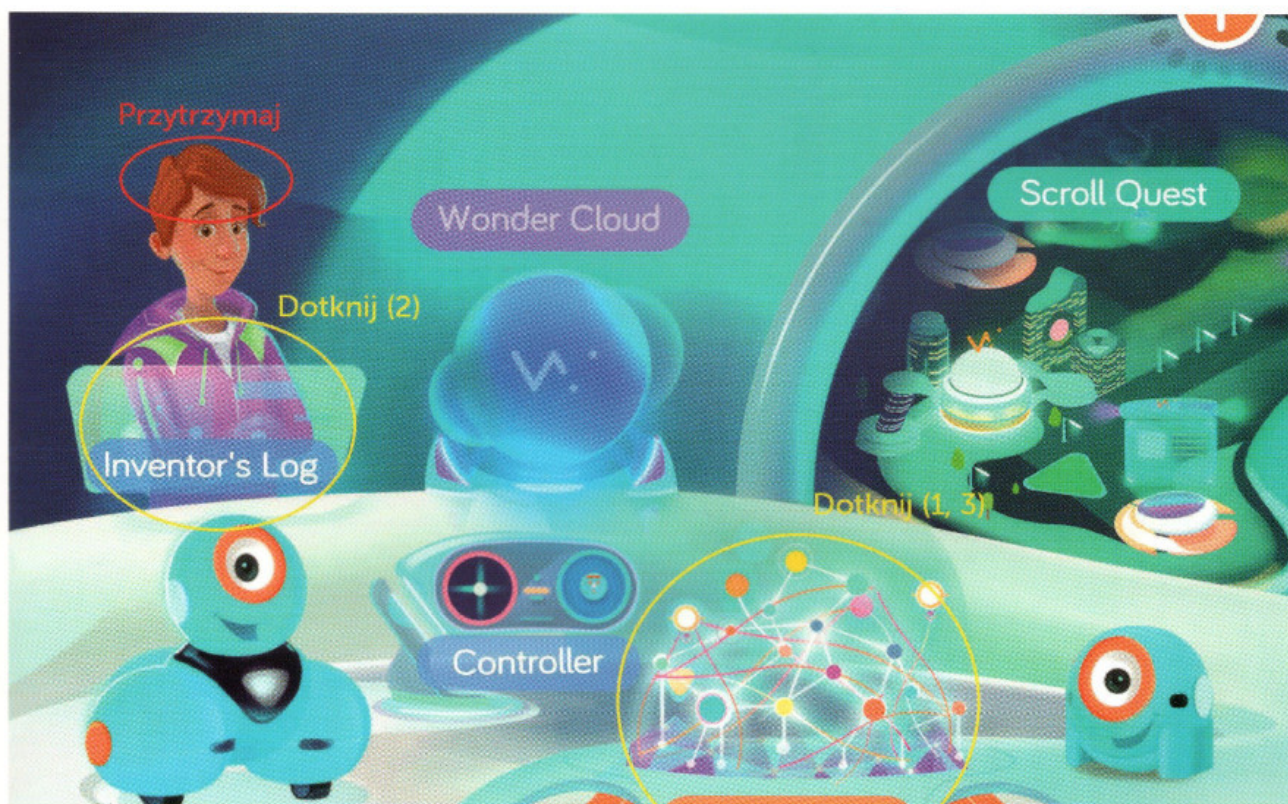 Przytrzymaj
Wonder Cloud
Scroll Quest
Dotknij (2)
Inventor's Log
Dotknij (1, 3)
Controller